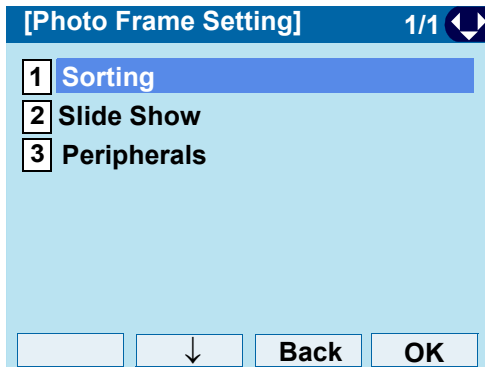 [Photo Frame Setting] 1/1
1 Sorting
2 Slide Show
3 Peripherals
↓ Back OK